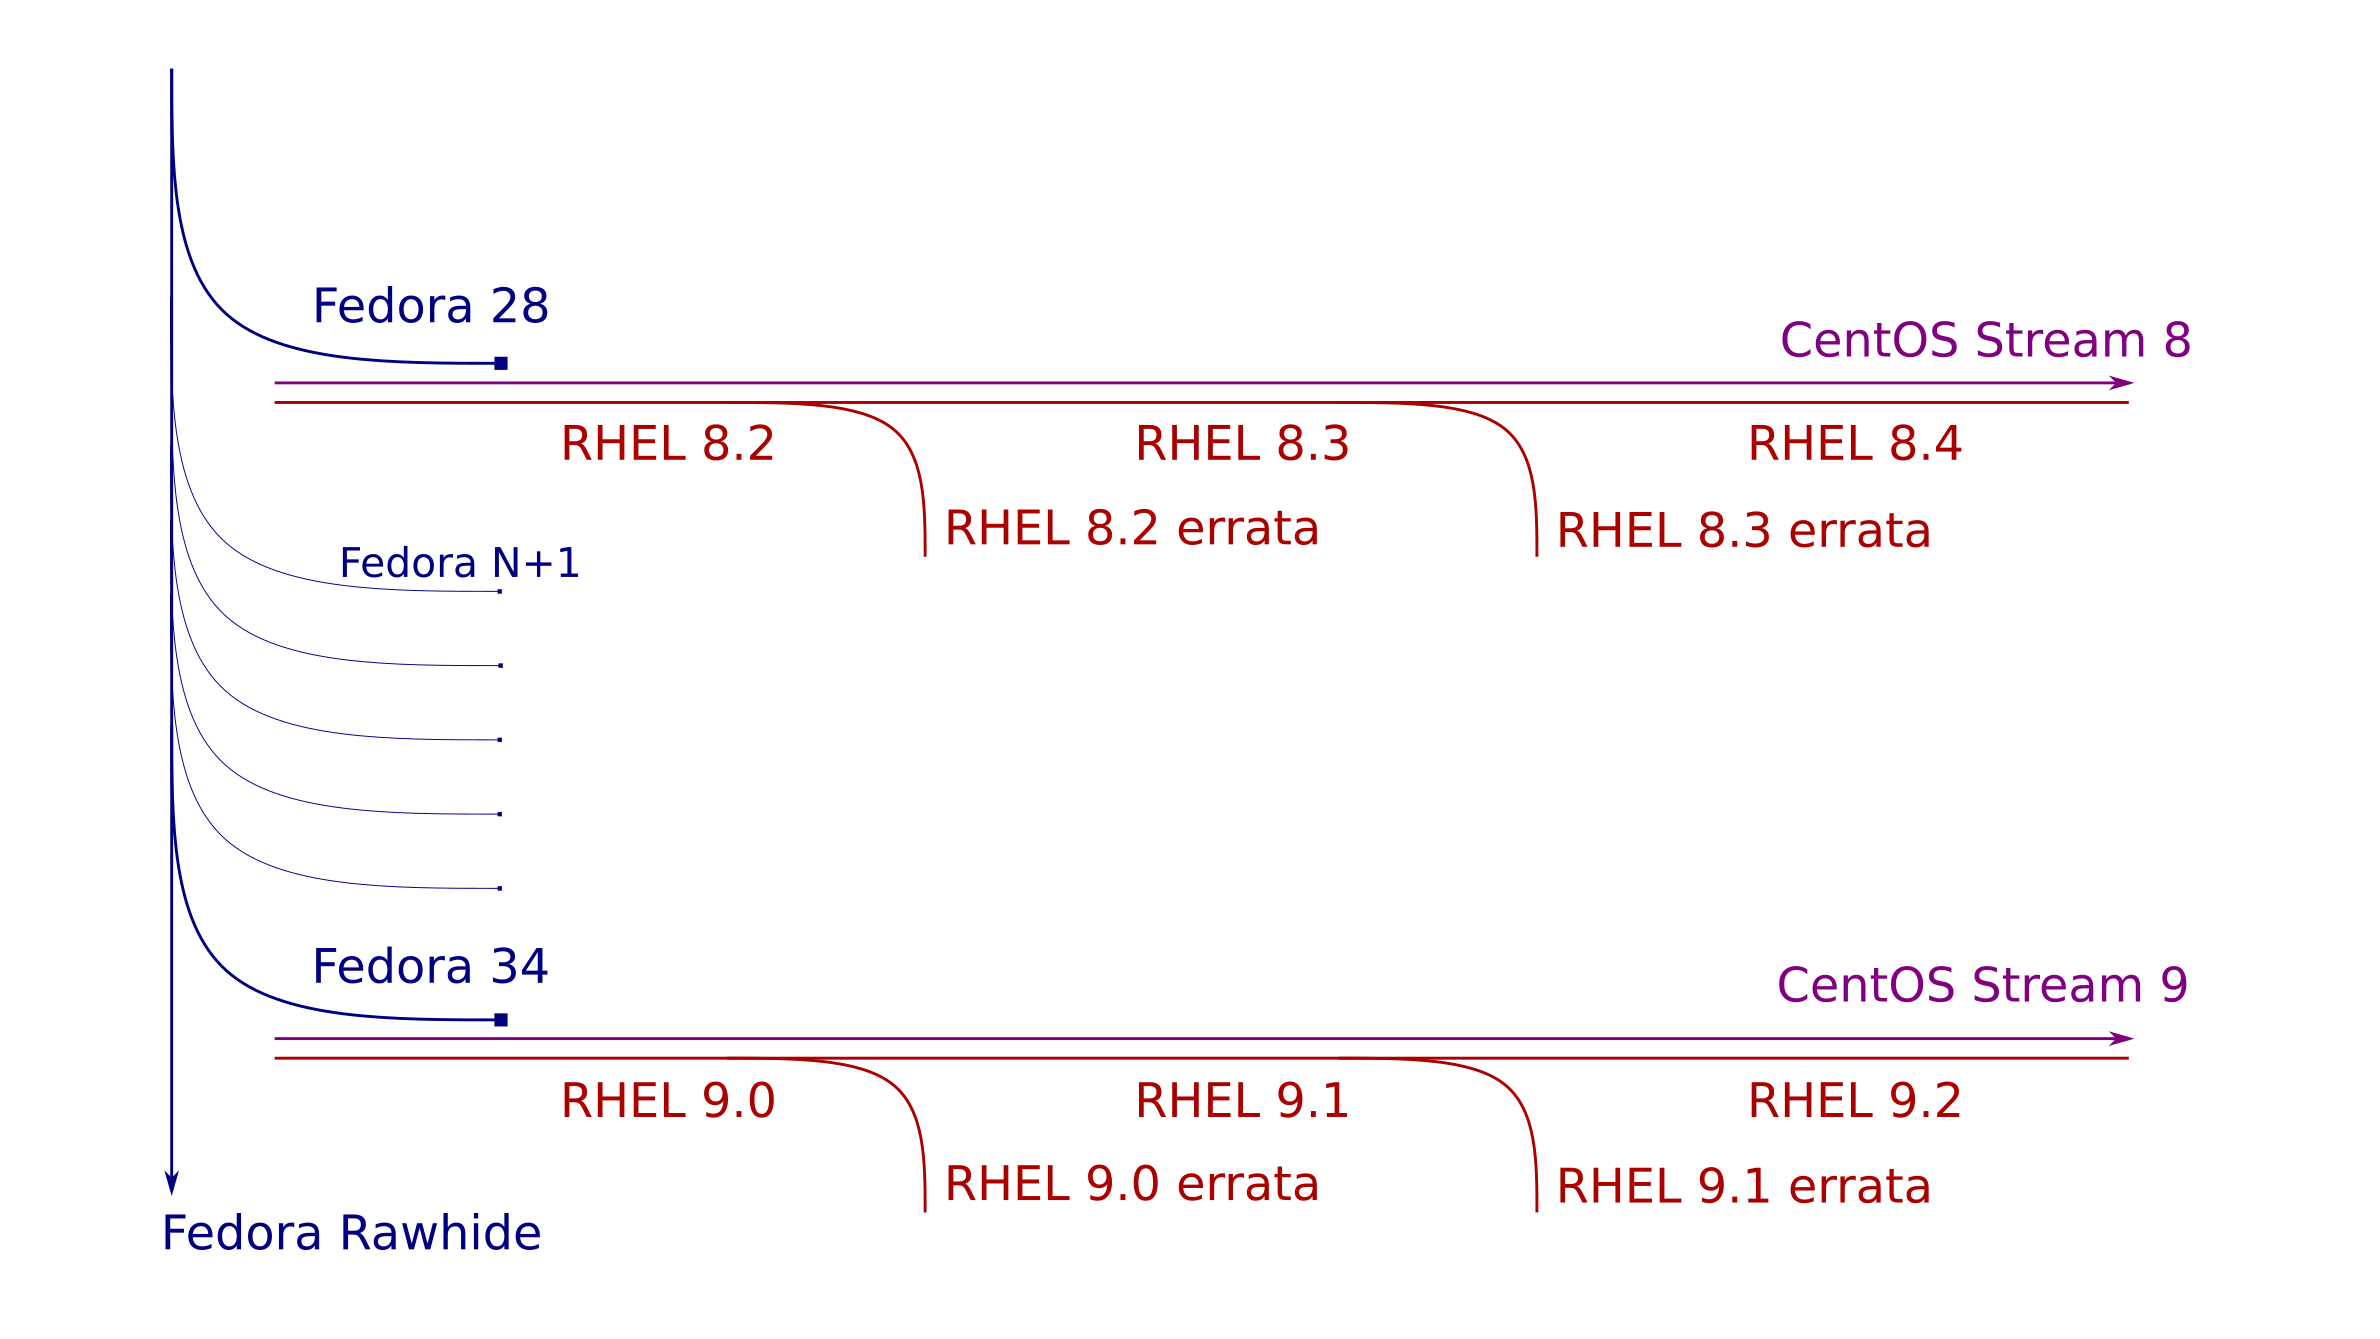 Fedora 28
CentOS Stream 8
RHEL 8.2
RHEL 8.3
RHEL 8.4
RHEL 8.2 errata
RHEL 8.3 errata
Fedora N+1
Fedora 34
CentOS Stream 9
RHEL 9.0
RHEL 9.1
RHEL 9.2
RHEL 9.0 errata
RHEL 9.1 errata
Fedora Rawhide